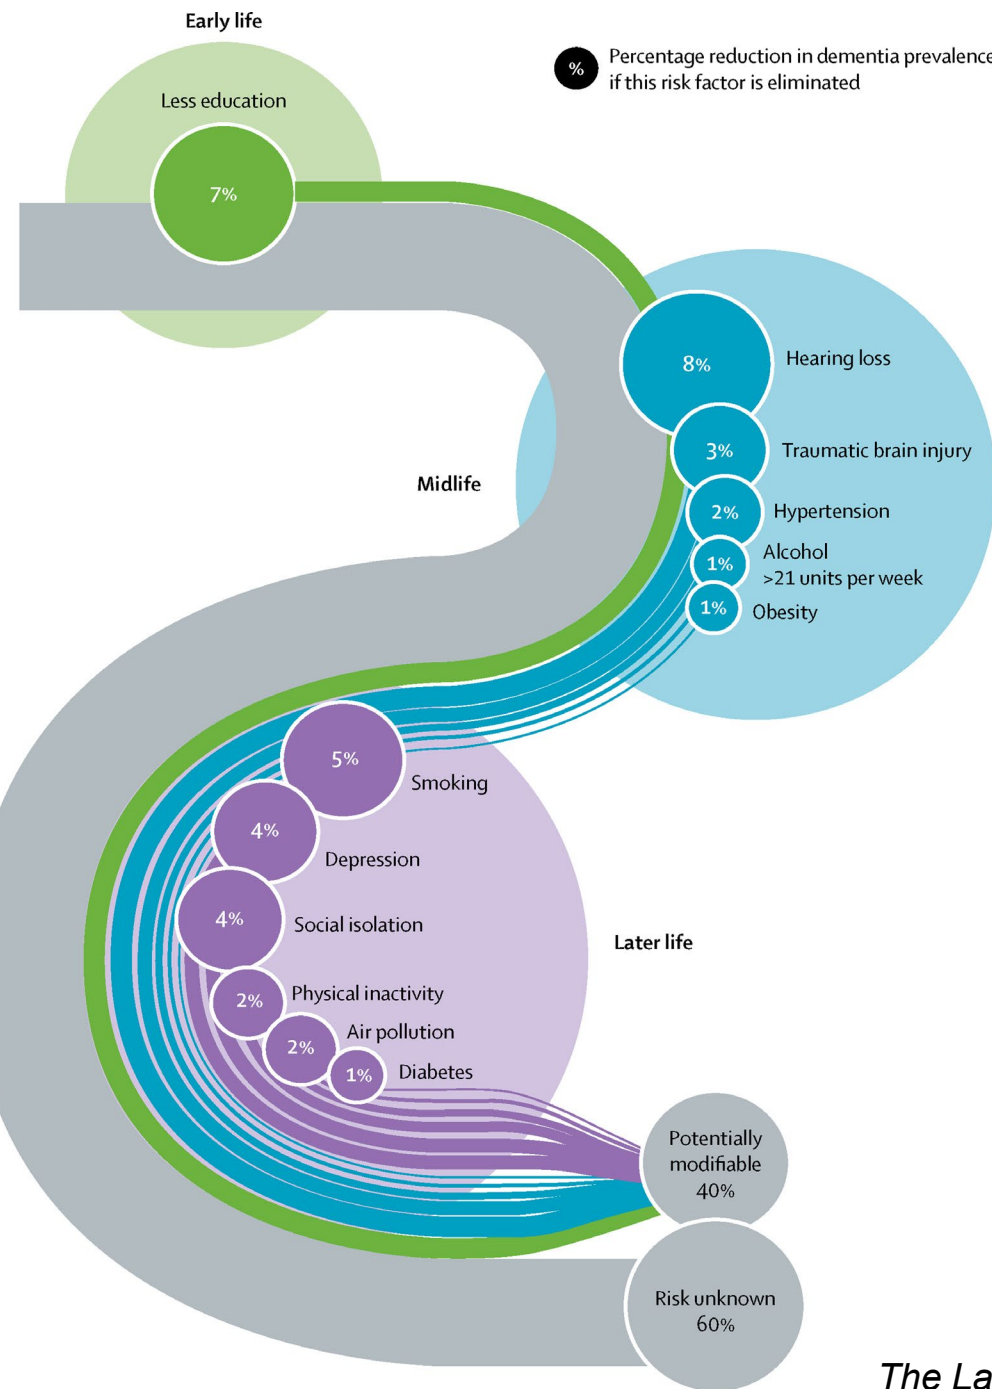 Early life
% Percentage reduction in dementia prevalence
if this risk factor is eliminated
Less education
7%
8% Hearing loss
3% Traumatic brain injury
Midlife
2% Hypertension
1% Alcohol
>21 units per week
1% Obesity
5% Smoking
4% Depression
4% Social isolation
Later life
2% Physical inactivity
2% Air pollution
1% Diabetes
Potentially
modifiable
40%
Risk unknown
60%
The La